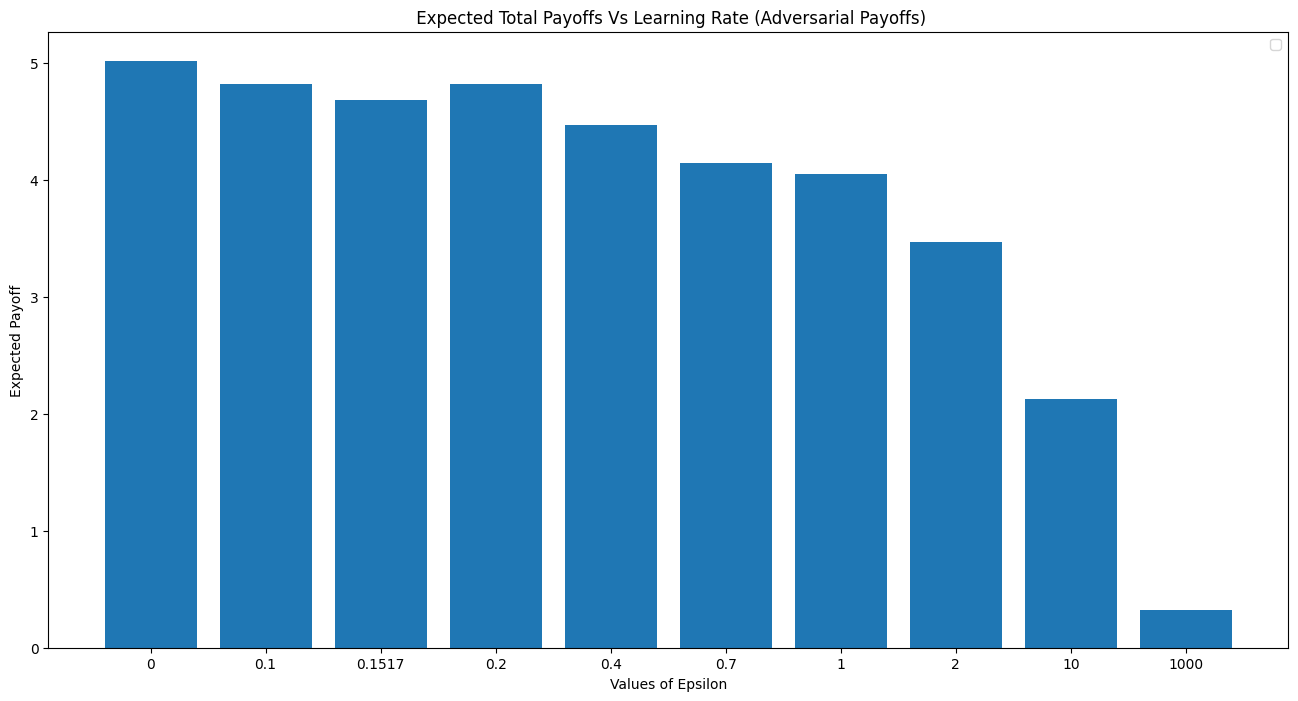 Expected Total Payoffs Vs Learning Rate (Adversarial Payoffs)
Expected Payoff
5
4
3
2
1
0
0 0.1 0.1517 0.2 0.4 0.7 1 2 10 1000
Values of Epsilon